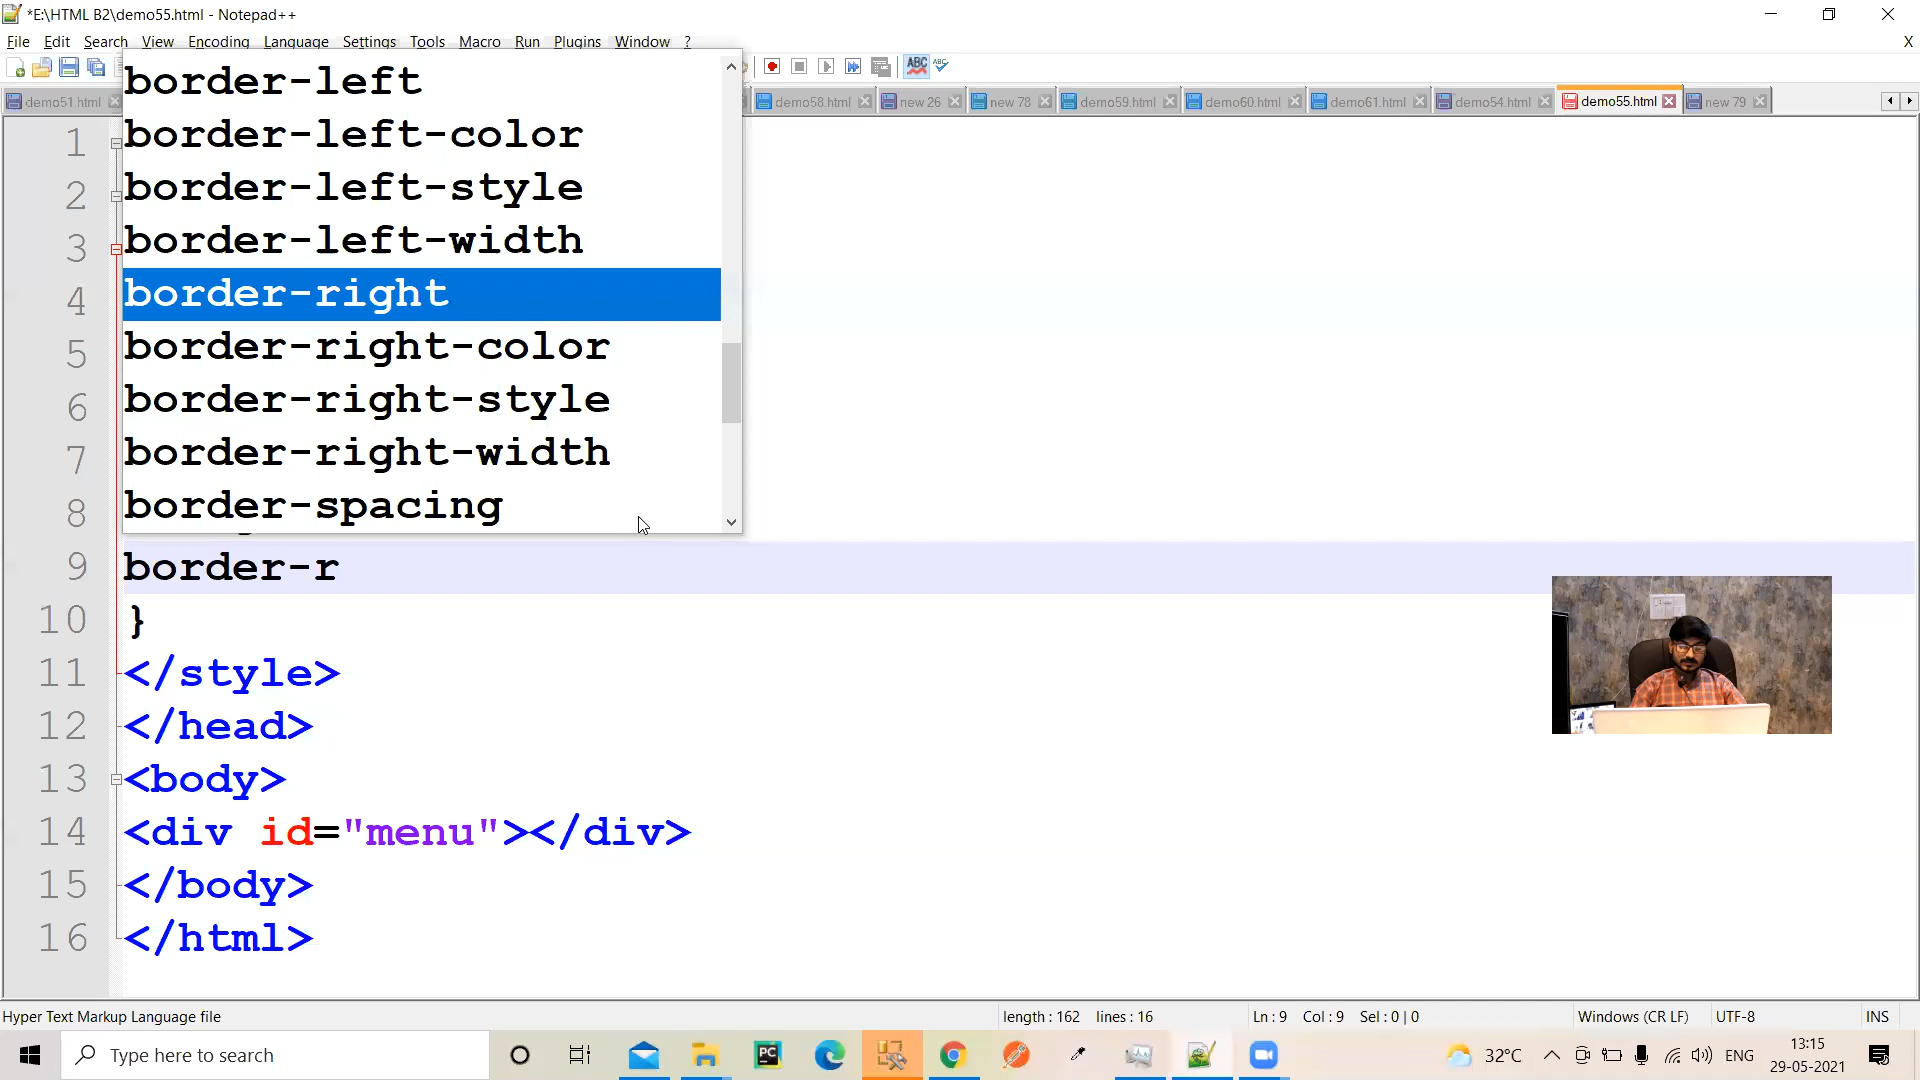 *E:\HTML B2\demo55.html - Notepad++
File Edit Search View Encoding Language Settings Tools Macro Run Plugins Window ? X
ABC ABC
demo51.html demo58.html new 26 new 78 demo59.html demo60.html demo61.html demo54.html demo55.html new 79
border-left
border-left-color
border-left-style
border-left-width
border-right
border-right-color
border-right-style
border-right-width
border-spacing
1
2
3
4
5
6
7
8
9 border-r
10 }
11 </style>
12 </head>
13 <body>
14 <div id="menu"></div>
15 </body>
16 </html>
Hyper Text Markup Language file length : 162 lines : 16 Ln : 9 Col : 9 Sel : 0 | 0 Windows (CR LF) UTF-8 INS
Type here to search PC 32°C ENG 13:15
29-05-2021